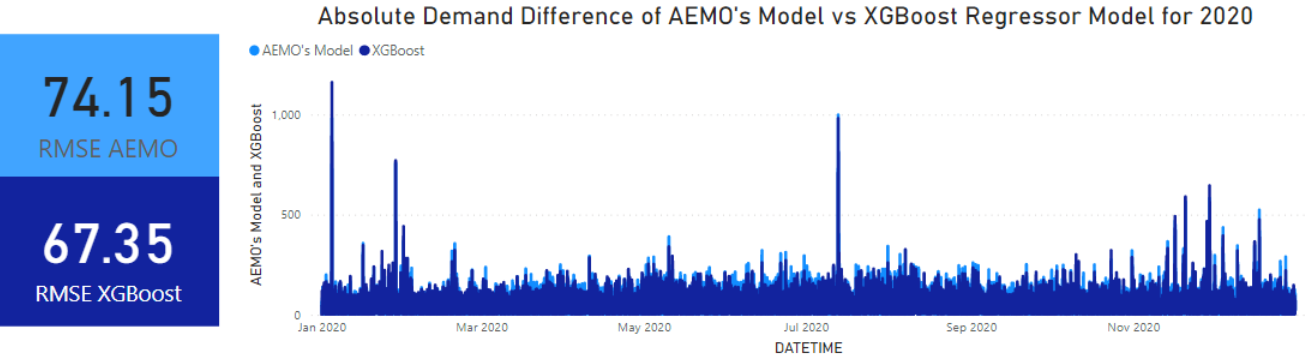 Absolute Demand Difference of AEMO's Model vs XGBoost Regressor Model for 2020
74.15
RMSE AEMO
67.35
RMSE XGBoost
AEMO's Model XGBoost
AEMO's Model and XGBoost
1,000
500
0
Jan 2020 Mar 2020 May 2020 Jul 2020 Sep 2020 Nov 2020
DATETIME